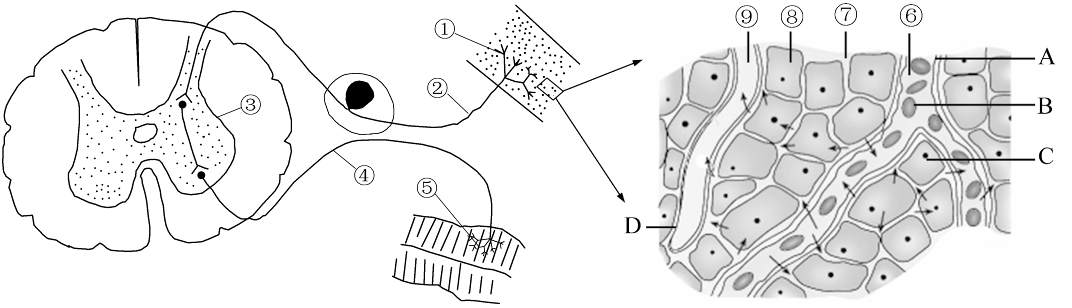 ⑨ ⑧ ⑦ ⑥
①
A
②
B
③
C
④
⑤
D